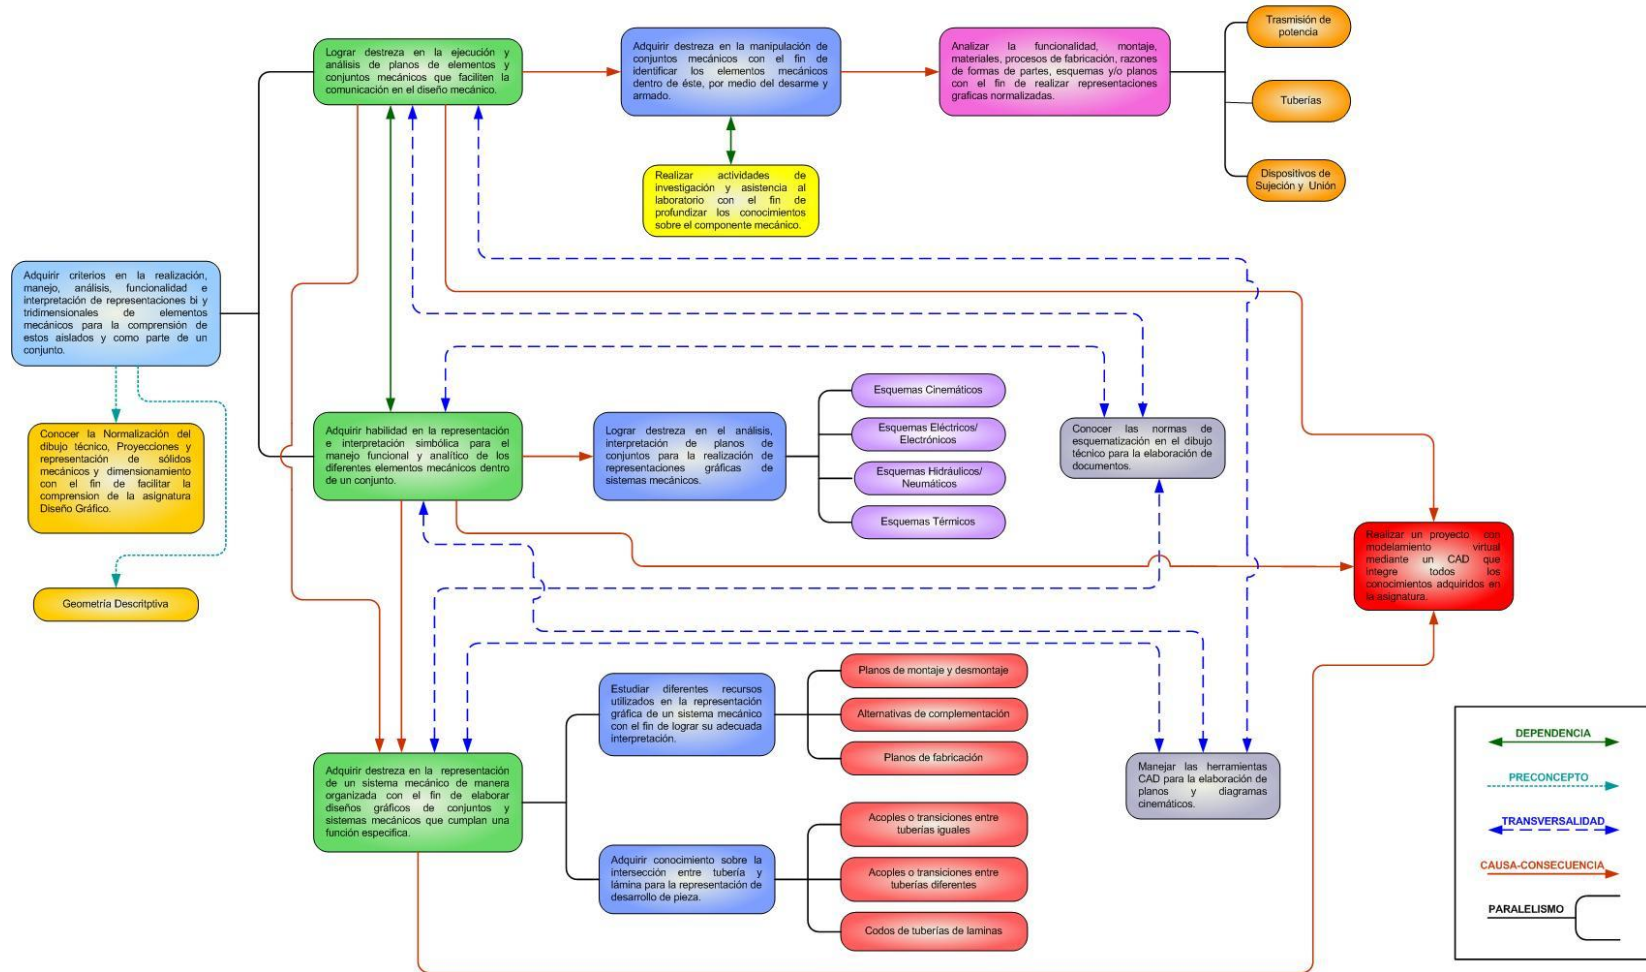 Lograr destreza en la ejecución y
análisis de planos de elementos y
conjuntos mecánicos que faciliten la
comunicación en el diseño mecánico.
Adquirir destreza en la manipulación de
conjuntos mecánicos con el fin de
identificar los elementos mecánicos
dentro de éste, por medio del desarme y
armado.
Analizar la funcionalidad, montaje,
materiales, procesos de fabricación, razones
de formas de partes, esquemas y/o planos
con el fin de realizar representaciones
graficas normalizadas.
Trasmisión de
potencia
Tuberías
Dispositivos de
Sujeción y Unión
Realizar actividades de
investigación y asistencia al
laboratorio con el fin de
profundizar los conocimientos
sobre el componente mecánico.
Adquirir criterios en la realización,
manejo, análisis, funcionalidad e
interpretación de representaciones bi y
tridimensionales de elementos
mecánicos para la comprensión de
estos aislados y como parte de un
conjunto.
Conocer la Normalización del
dibujo técnico, Proyecciones y
representación de sólidos
mecánicos y dimensionamiento
con el fin de facilitar la
comprension de la asignatura
Diseño Gráfico.
Geometría Descritptiva
Adquirir habilidad en la representación
e interpretación simbólica para el
manejo funcional y analítico de los
diferentes elementos mecánicos dentro
de un conjunto.
Lograr destreza en el análisis,
interpretación de planos de
conjuntos para la realización de
representaciones gráficas de
sistemas mecánicos.
Esquemas Cinemáticos
Esquemas Eléctricos/
Electrónicos
Esquemas Hidráulicos/
Neumáticos
Esquemas Térmicos
Conocer las normas de
esquematización en el dibujo
técnico para la elaboración de
documentos.
Realizar un proyecto con
modelamiento virtual
mediante un CAD que
integre todos los
conocimientos adquiridos en
la asignatura.
Adquirir destreza en la representación
de un sistema mecánico de manera
organizada con el fin de elaborar
diseños gráficos de conjuntos y
sistemas mecánicos que cumplan una
función especifica.
Estudiar diferentes recursos
utilizados en la representación
gráfica de un sistema mecánico
con el fin de lograr su adecuada
interpretación.
Planos de montaje y desmontaje
Alternativas de complementación
Planos de fabricación
Adquirir conocimiento sobre la
intersección entre tubería y
lámina para la representación de
desarrollo de pieza.
Acoples o transiciones entre
tuberías iguales
Acoples o transiciones entre
tuberías diferentes
Codos de tuberías de laminas
Manejar las herramientas
CAD para la elaboración de
planos y diagramas
cinemáticos.
DEPENDENCIA
PRECONCEPTO
TRANSVERSALIDAD
CAUSA-CONSECUENCIA
PARALELISMO